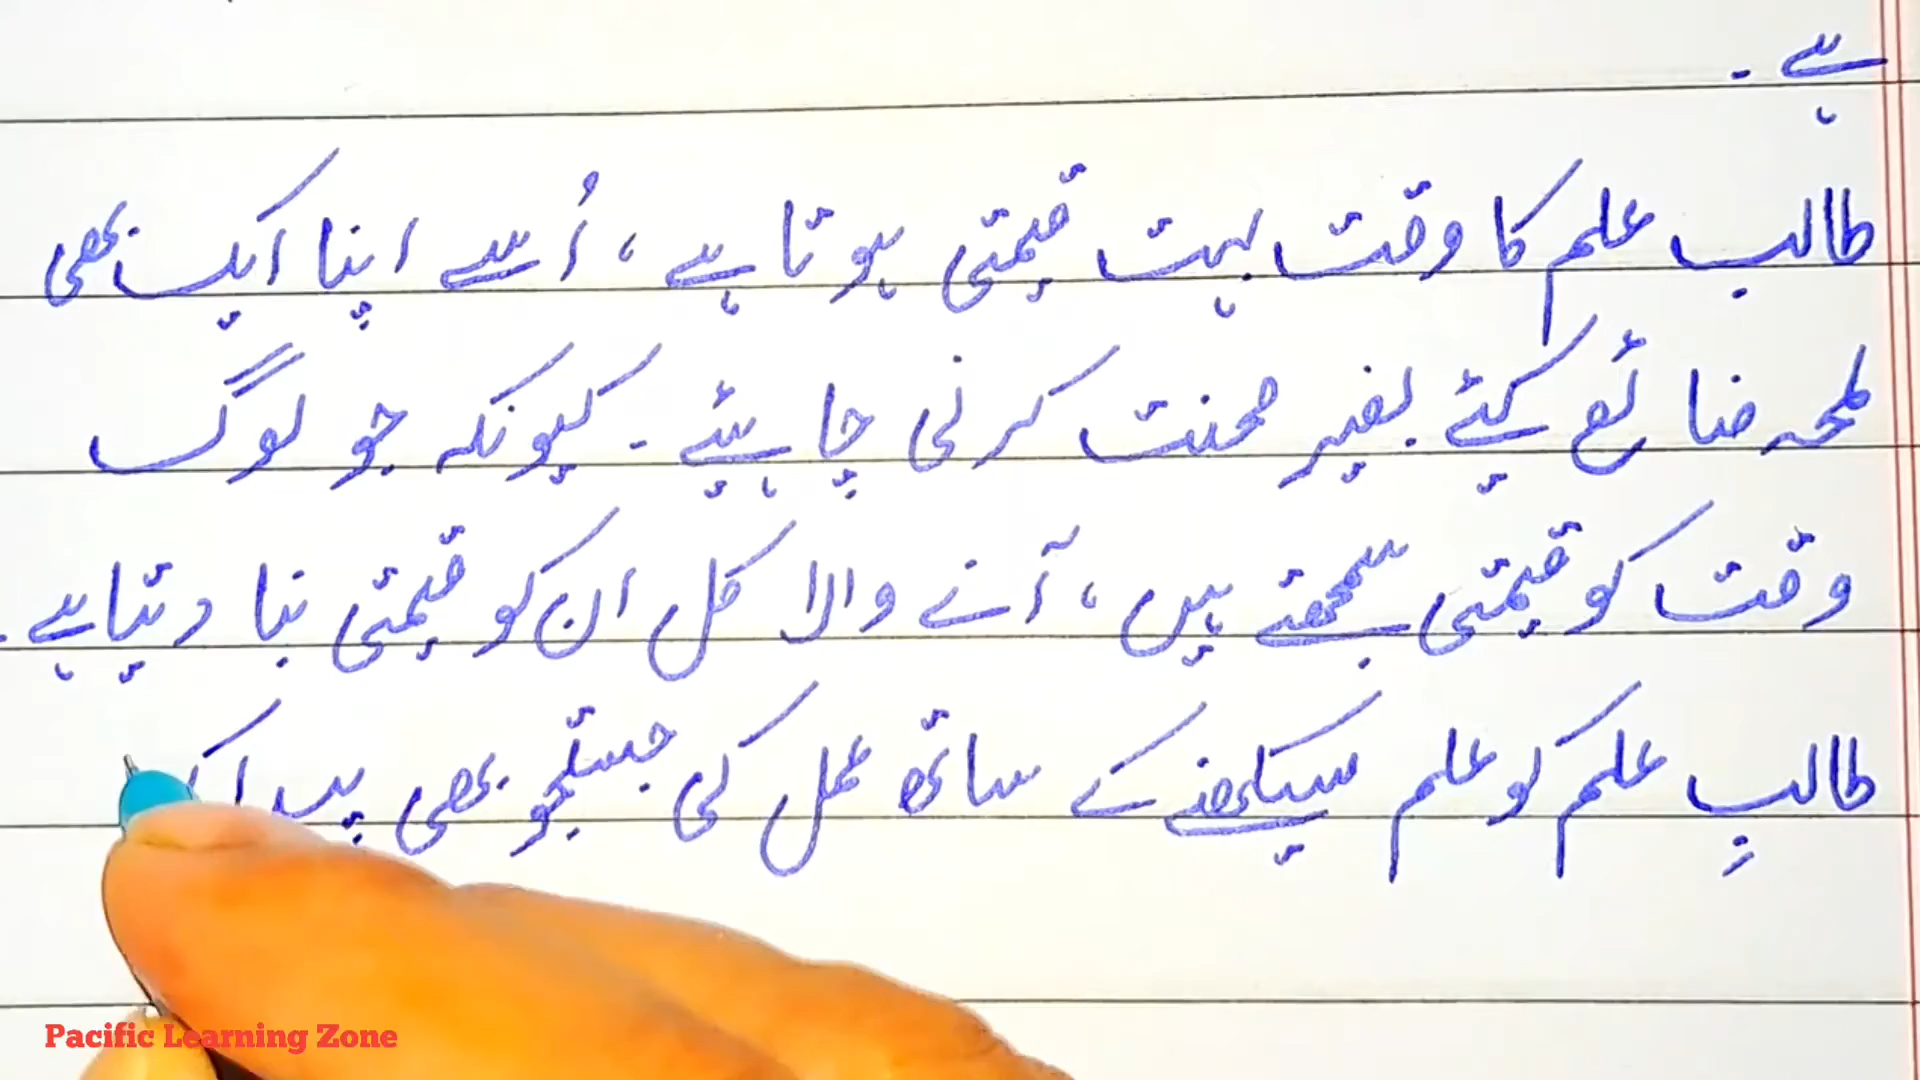 ہے۔
طالب علم کا وقت بہت قیمتی ہوتا ہے، اُسے اپنا ایک بھی
لمحہ ضائع کیئے بغیر محنت کرنی چاہیئے۔ کیونکہ جو لوگ
وقت کو قیمتی سمجھتے ہیں، آنے والا کل ان کو قیمتی بنا دیتا ہے۔
طالبِ علم کو علم سیکھنے کے ساتھ عمل کی جستجو بھی پیدا
Pacific Learning Zone